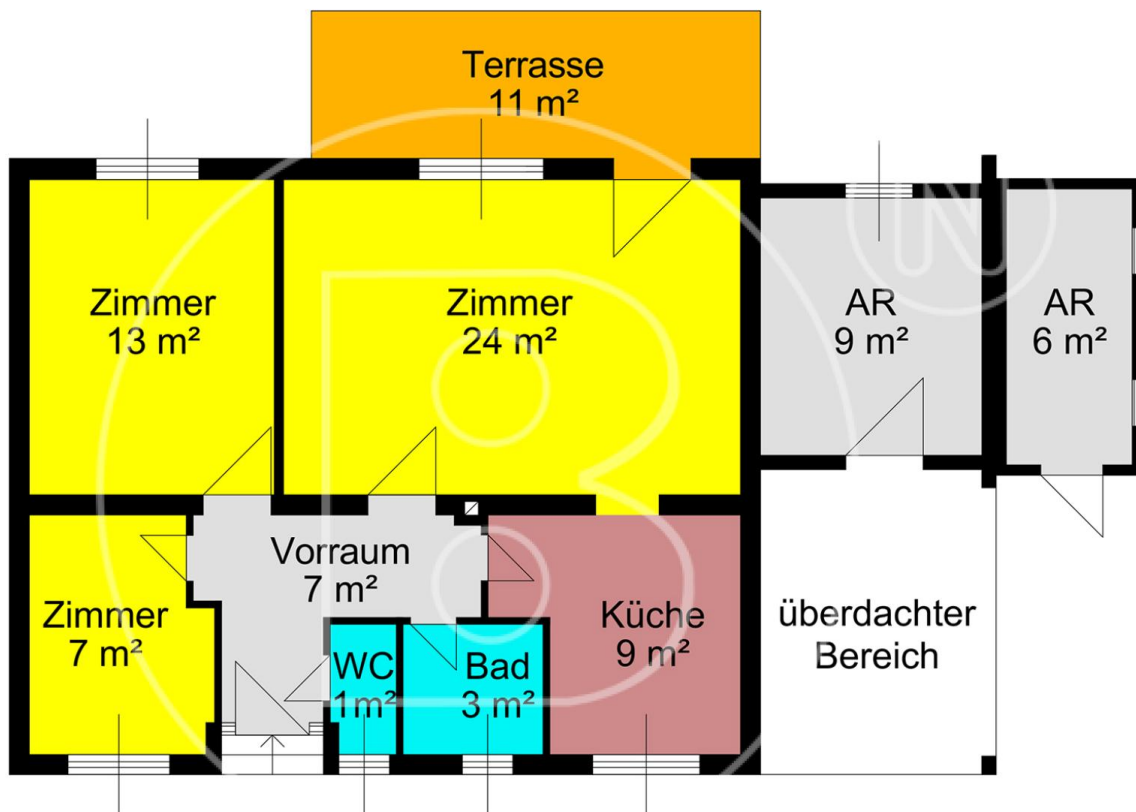 Terrasse
11 m²
Zimmer
13 m²
Zimmer
24 m²
AR
9 m²
AR
6 m²
Vorraum
7 m²
Zimmer
7 m²
WC
1m²
Bad
3 m²
Küche
9 m²
überdachter
Bereich
B
N